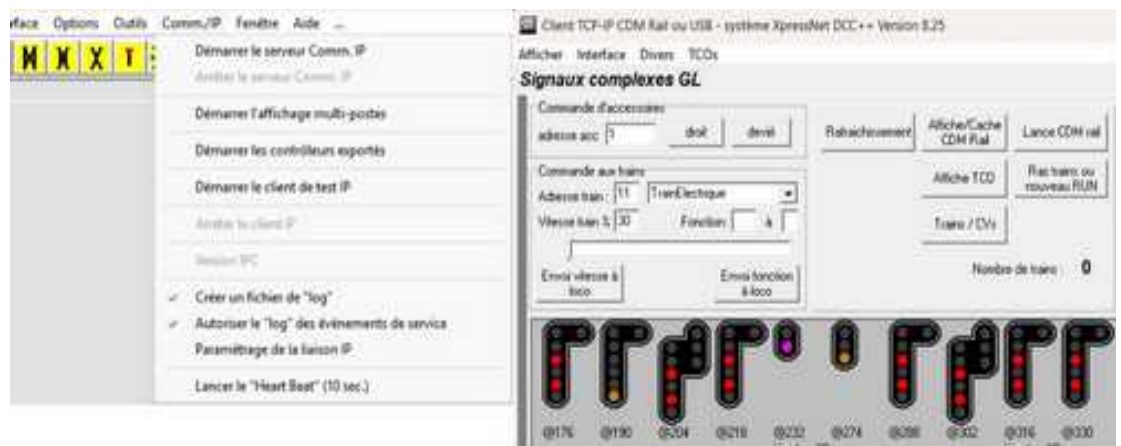 rface Options Outils Comm./IP Fenêtre Aide ...
Démarrer le serveur Comm. IP
Arrêter le serveur Comm. IP
Démarrer l'affichage multi-postes
Démarrer les contrôleurs exportés
Démarrer le client de test IP
Arrêter le client IP
Version IPC
Créer un fichier de "log"
Autoriser le "log" des événements de service
Paramétrage de la liaison IP
Lancer le "Heart Beat" (10 sec.)
Client TCP-IP CDM Rail ou USB - système XpressNet DCC++ Version 8.25
Afficher Interface Divers TCOs
Signaux complexes GL
Commande d'accessoires
adresse acc 1 droit dévié
Rafraichissement
Affiche/Cache CDM Rail
Lance CDM rail
Commande aux trains
Adresse train : 11 TrainElectrique
Vitesse train % 30 Fonction à
Affiche TCO
Raz trains ou nouveau RUN
Trains / CVs
Envoi vitesse à loco
Envoi fonction à loco
Nombre de trains : 0
@176 @190 @204 @218 @232 @274 @288 @302 @316 @330